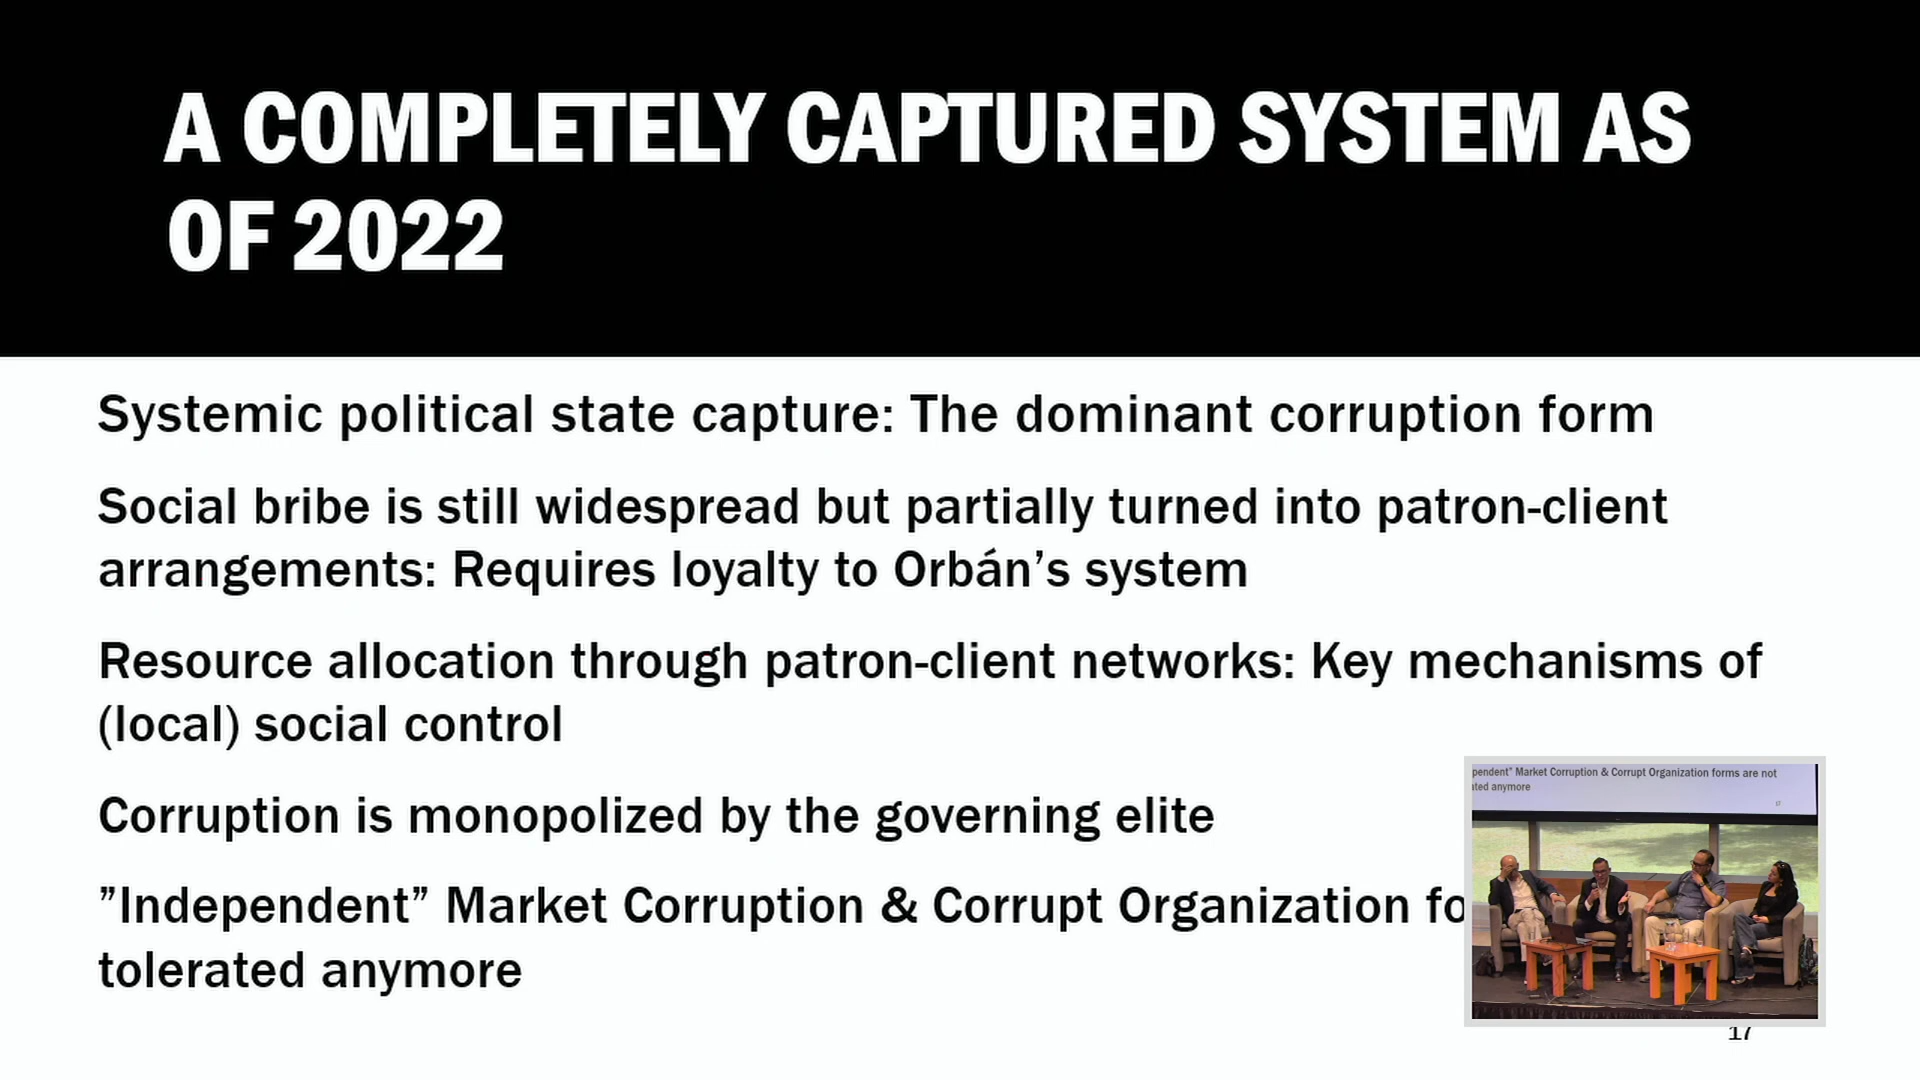 A COMPLETELY CAPTURED SYSTEM AS
OF 2022
Systemic political state capture: The dominant corruption form
Social bribe is still widespread but partially turned into patron-client
arrangements: Requires loyalty to Orbán’s system
Resource allocation through patron-client networks: Key mechanisms of
(local) social control
Corruption is monopolized by the governing elite
”Independent” Market Corruption & Corrupt Organization fo
tolerated anymore
pendent" Market Corruption & Corrupt Organization forms are not
ated anymore
17